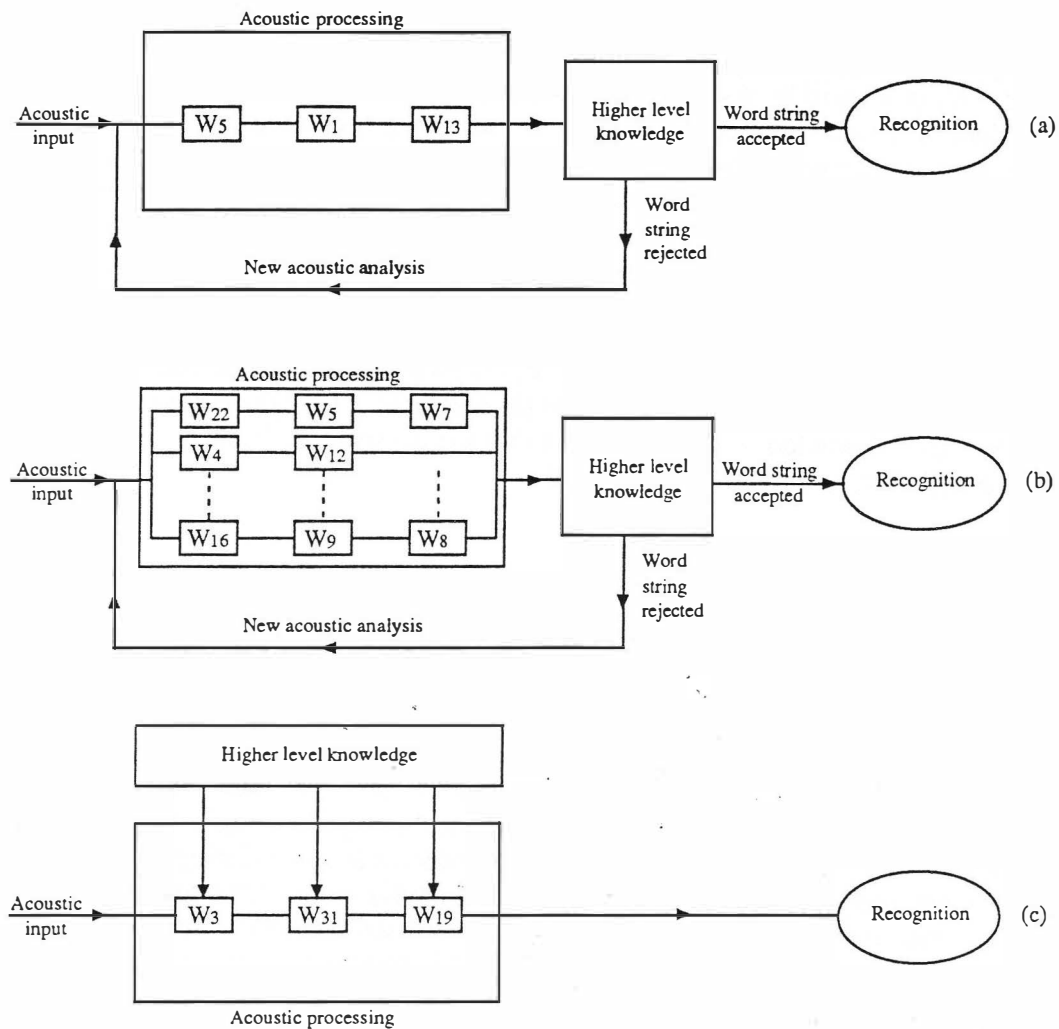 Acoustic processing
Acoustic
input
W5
W1
W13
Higher level
knowledge
Word string
accepted
Recognition
(a)
Word
string
rejected
New acoustic analysis
Acoustic processing
W22
W5
W7
W4
W12
Acoustic
input
Higher level
knowledge
Word string
accepted
Recognition
(b)
W16
W9
W8
Word
string
rejected
New acoustic analysis
Higher level knowledge
Acoustic
input
W3
W31
W19
Recognition
(c)
Acoustic processing